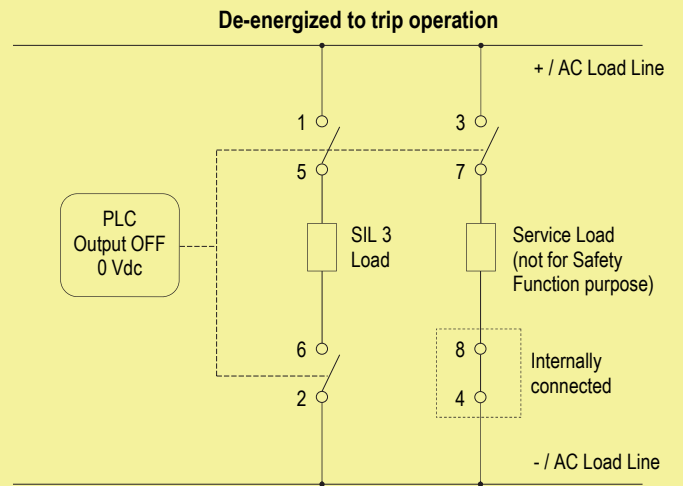 De-energized to trip operation
+ / AC Load Line
1
3
5
7
PLC
Output OFF
0 Vdc
SIL 3
Load
Service Load
(not for Safety
Function purpose)
6
8
Internally
connected
2
4
- / AC Load Line